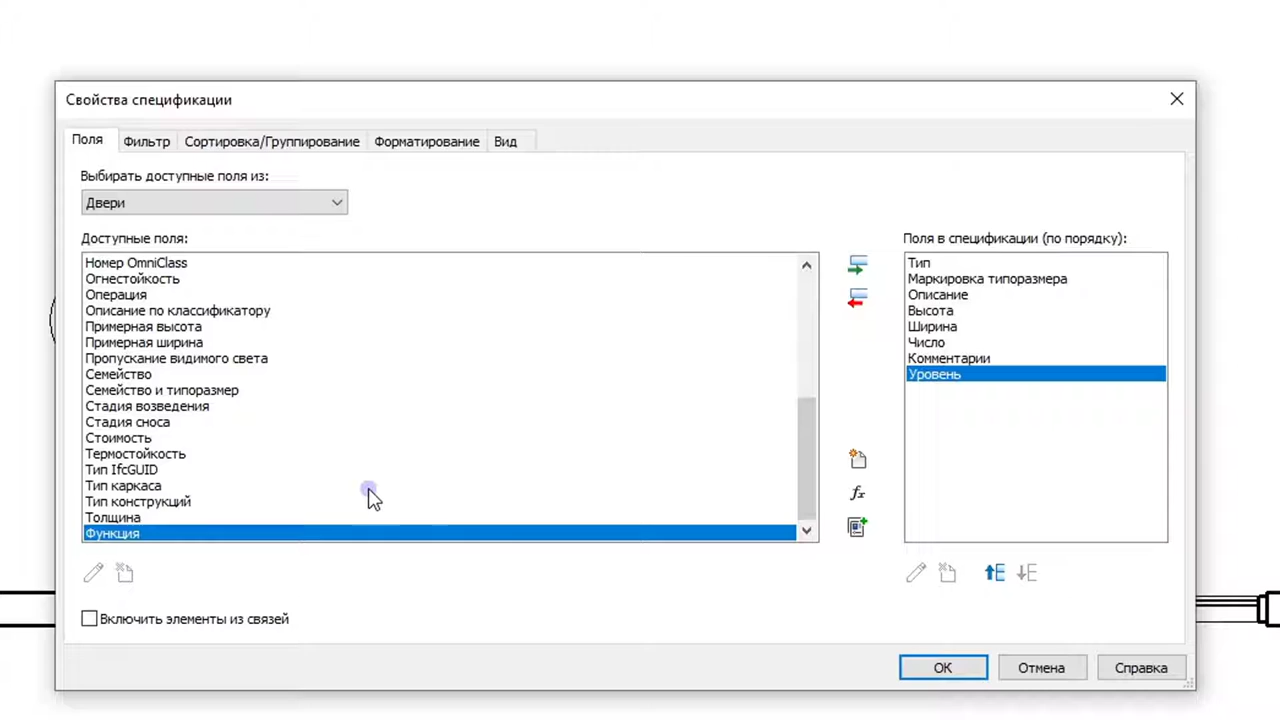 Свойства спецификации
Поля Фильтр Сортировка/Группирование Форматирование Вид
Выбирать доступные поля из:
Двери
Доступные поля:
Номер OmniClass
Огнестойкость
Операция
Описание по классификатору
Примерная высота
Примерная ширина
Пропускание видимого света
Семейство
Семейство и типоразмер
Стадия возведения
Стадия сноса
Стоимость
Термостойкость
Тип IfcGUID
Тип каркаса
Тип конструкций
Толщина
Функция
fx
Поля в спецификации (по порядку):
Тип
Маркировка типоразмера
Описание
Высота
Ширина
Число
Комментарии
Уровень
Включить элементы из связей
ОК Отмена Справка